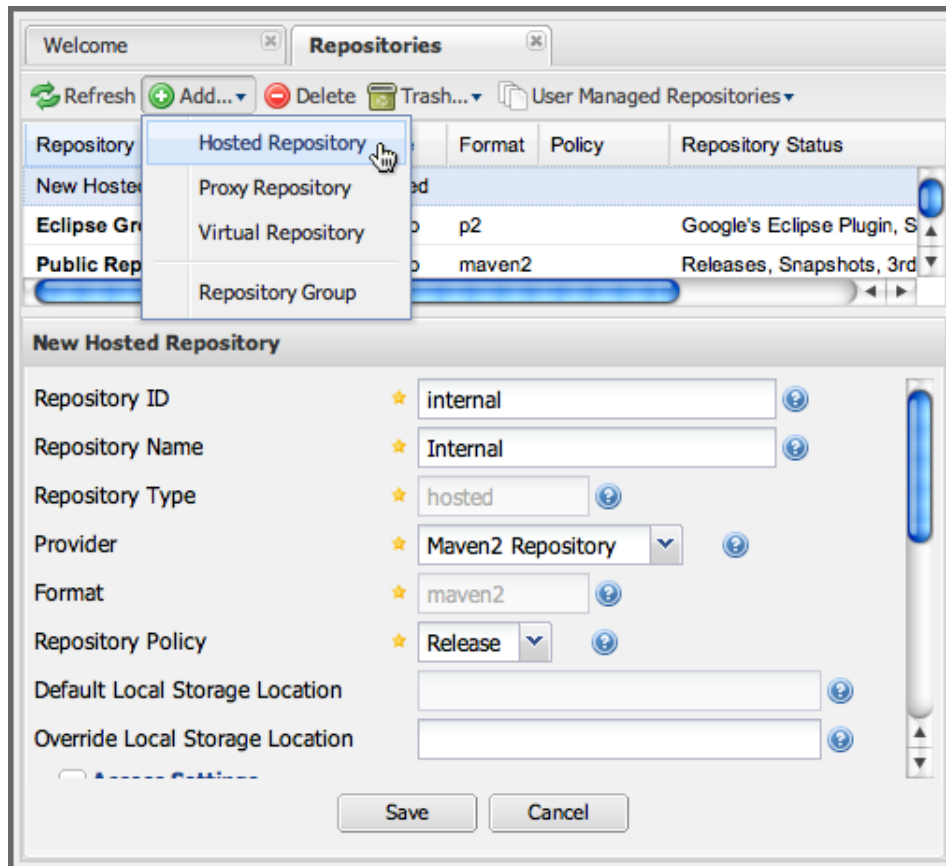 Welcome Repositories
Refresh Add... Delete Trash... User Managed Repositories
Repository Format Policy Repository Status
Hosted Repository
New Hosted
Proxy Repository
Eclipse p2 Google's Eclipse Plugin, S
Virtual Repository
Public Rep maven2 Releases, Snapshots, 3rd
Repository Group
New Hosted Repository
Repository ID internal
Repository Name Internal
Repository Type hosted
Provider Maven2 Repository
Format maven2
Repository Policy Release
Default Local Storage Location
Override Local Storage Location
Access Settings
Save Cancel